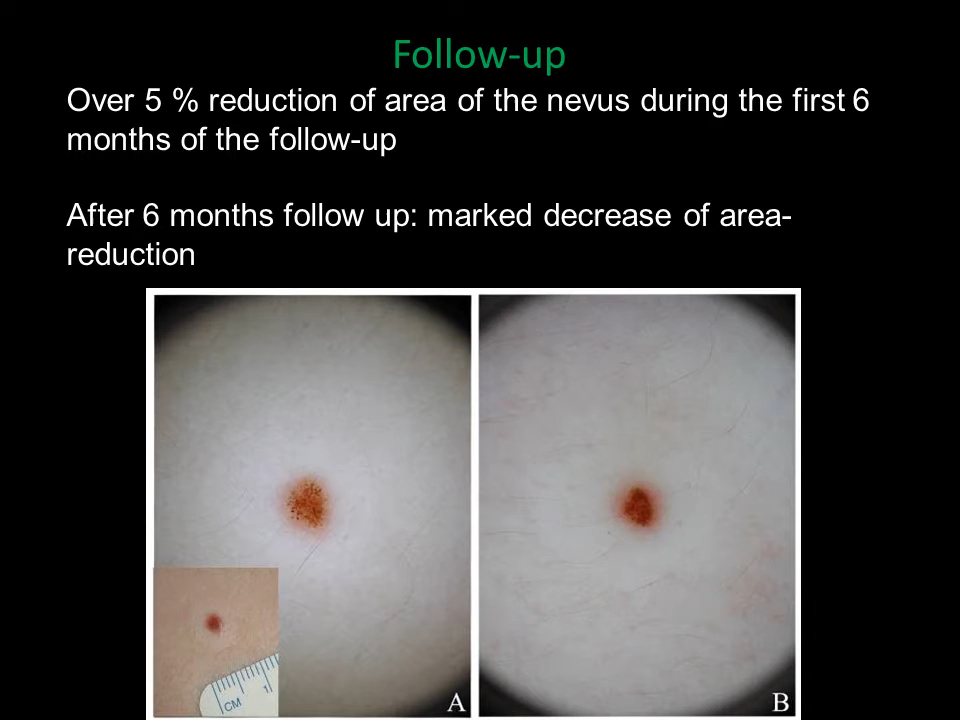 Follow-up
Over 5 % reduction of area of the nevus during the first 6
months of the follow-up
After 6 months follow up: marked decrease of area-
reduction
CM
1
A
B